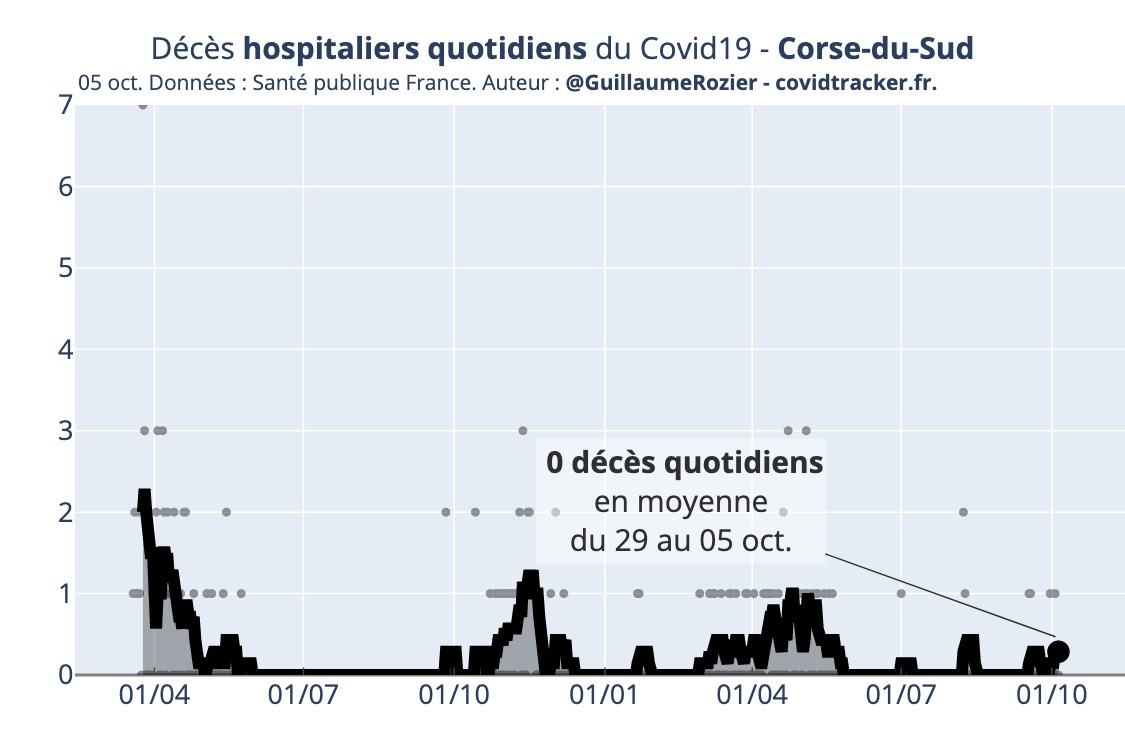 Décès hospitaliers quotidiens du Covid19 - Corse-du-Sud
05 oct. Données : Santé publique France. Auteur : @GuillaumeRozier - covidtracker.fr.
7
6
5
4
3
2
1
0
0 décès quotidiens
en moyenne
du 29 au 05 oct.
01/04 01/07 01/10 01/01 01/04 01/07 01/10